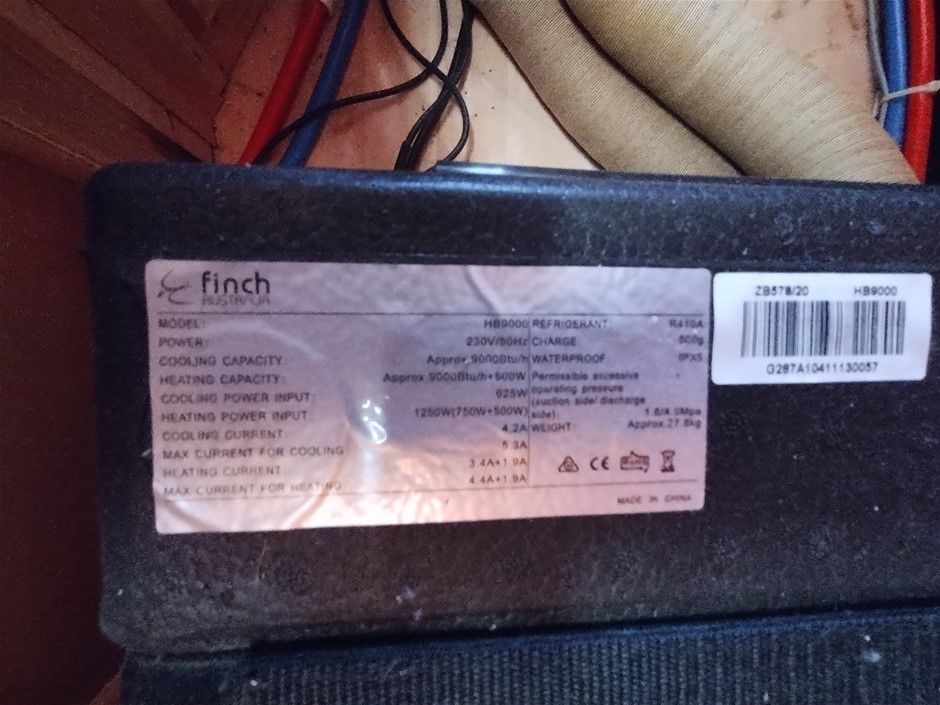 finch
AUSTRALIA
MODEL: HB9000
POWER: 230V/50Hz
COOLING CAPACITY: Approx.9000Btu/h
HEATING CAPACITY: Approx.9000Btu/h+500W
COOLING POWER INPUT: 925W
HEATING POWER INPUT: 1250W(750W+500W)
COOLING CURRENT: 4.2A
MAX CURRENT FOR COOLING: 5.3A
HEATING CURRENT: 3.4A+1.9A
MAX CURRENT FOR HEATING: 4.4A+1.9A
REFRIGERANT: R410A
CHARGE: 500g
WATERPROOF: IPX5
Permissible excessive
operating pressure
(suction side/ discharge
side): 1.6/4.0Mpa
WEIGHT: Approx.27.8kg
CE
MADE IN CHINA
ZB578/20 HB9000
G287A10411130057